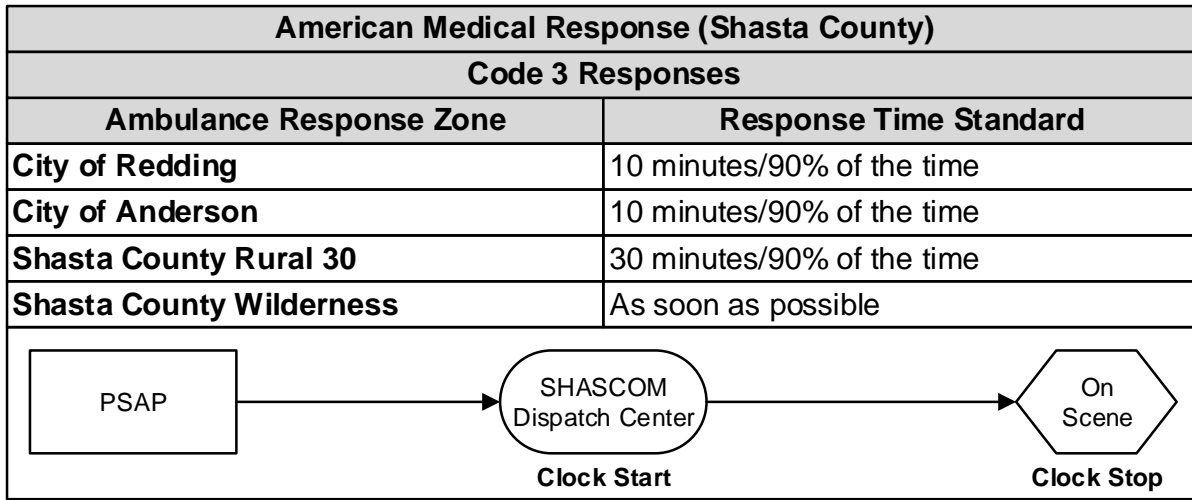 American Medical Response (Shasta County)
Code 3 Responses
Ambulance Response Zone Response Time Standard
City of Redding 10 minutes/90% of the time
City of Anderson 10 minutes/90% of the time
Shasta County Rural 30 30 minutes/90% of the time
Shasta County Wilderness As soon as possible
PSAP
SHASCOM
Dispatch Center
On
Scene
Clock Start
Clock Stop